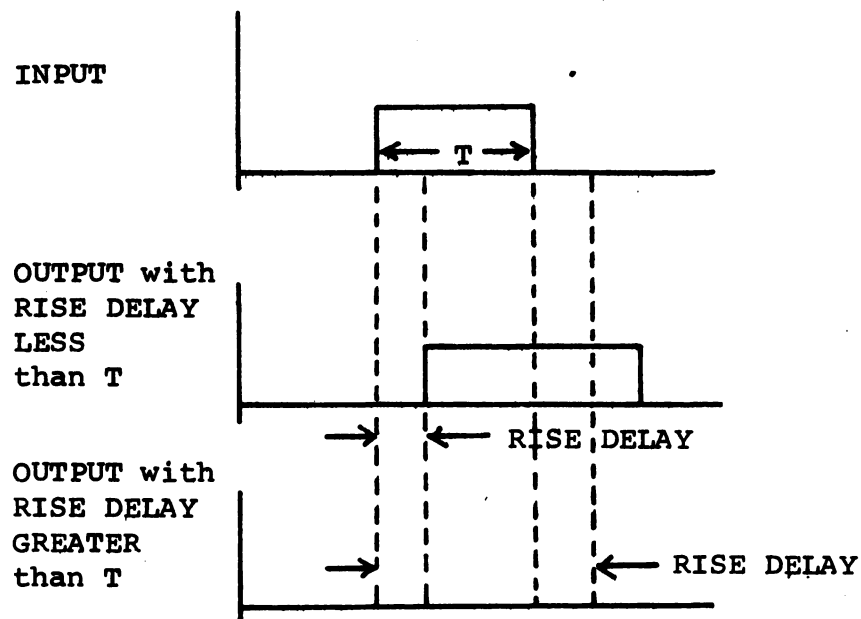 INPUT
T
OUTPUT with
RISE DELAY
LESS
than T
RISE DELAY
OUTPUT with
RISE DELAY
GREATER
than T
RISE DELAY